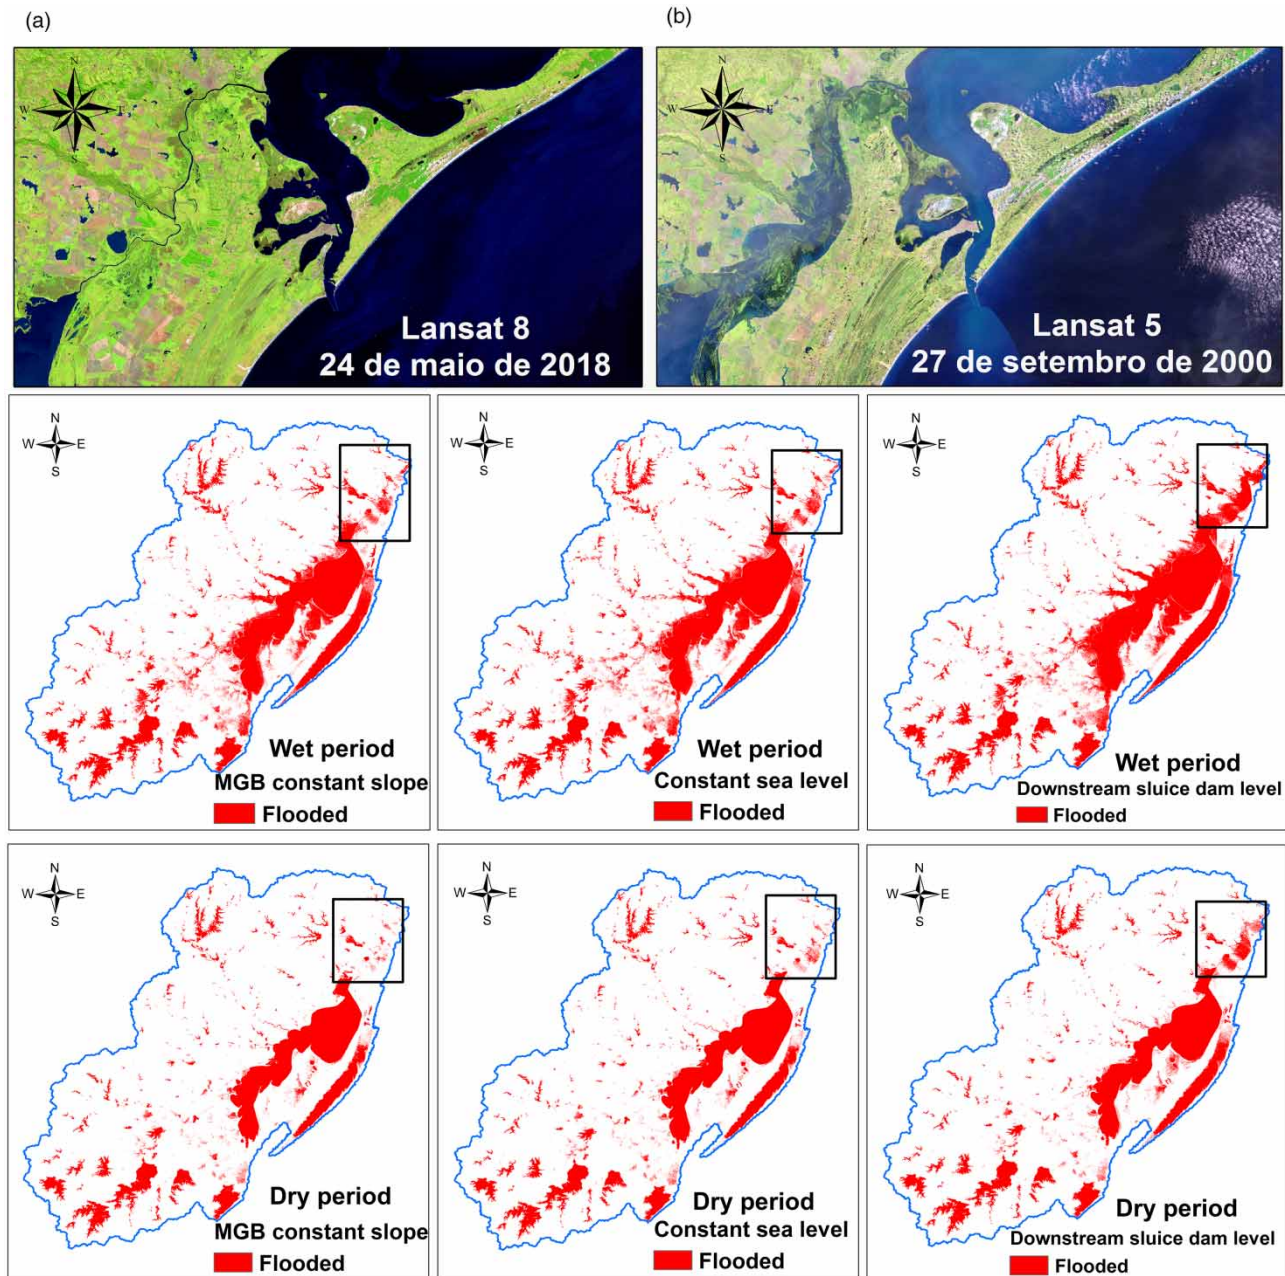 (a)
(b)
N
W
E
S
Lansat 8
24 de maio de 2018
N
W
E
S
Lansat 5
27 de setembro de 2000
N
W E
S
Wet period
MGB constant slope
Flooded
N
W E
S
Wet period
Constant sea level
Flooded
N
W E
S
Wet period
Downstream sluice dam level
Flooded
N
W E
S
Dry period
MGB constant slope
Flooded
N
W E
S
Dry period
Constant sea level
Flooded
N
W E
S
Dry period
Downstream sluice dam level
Flooded